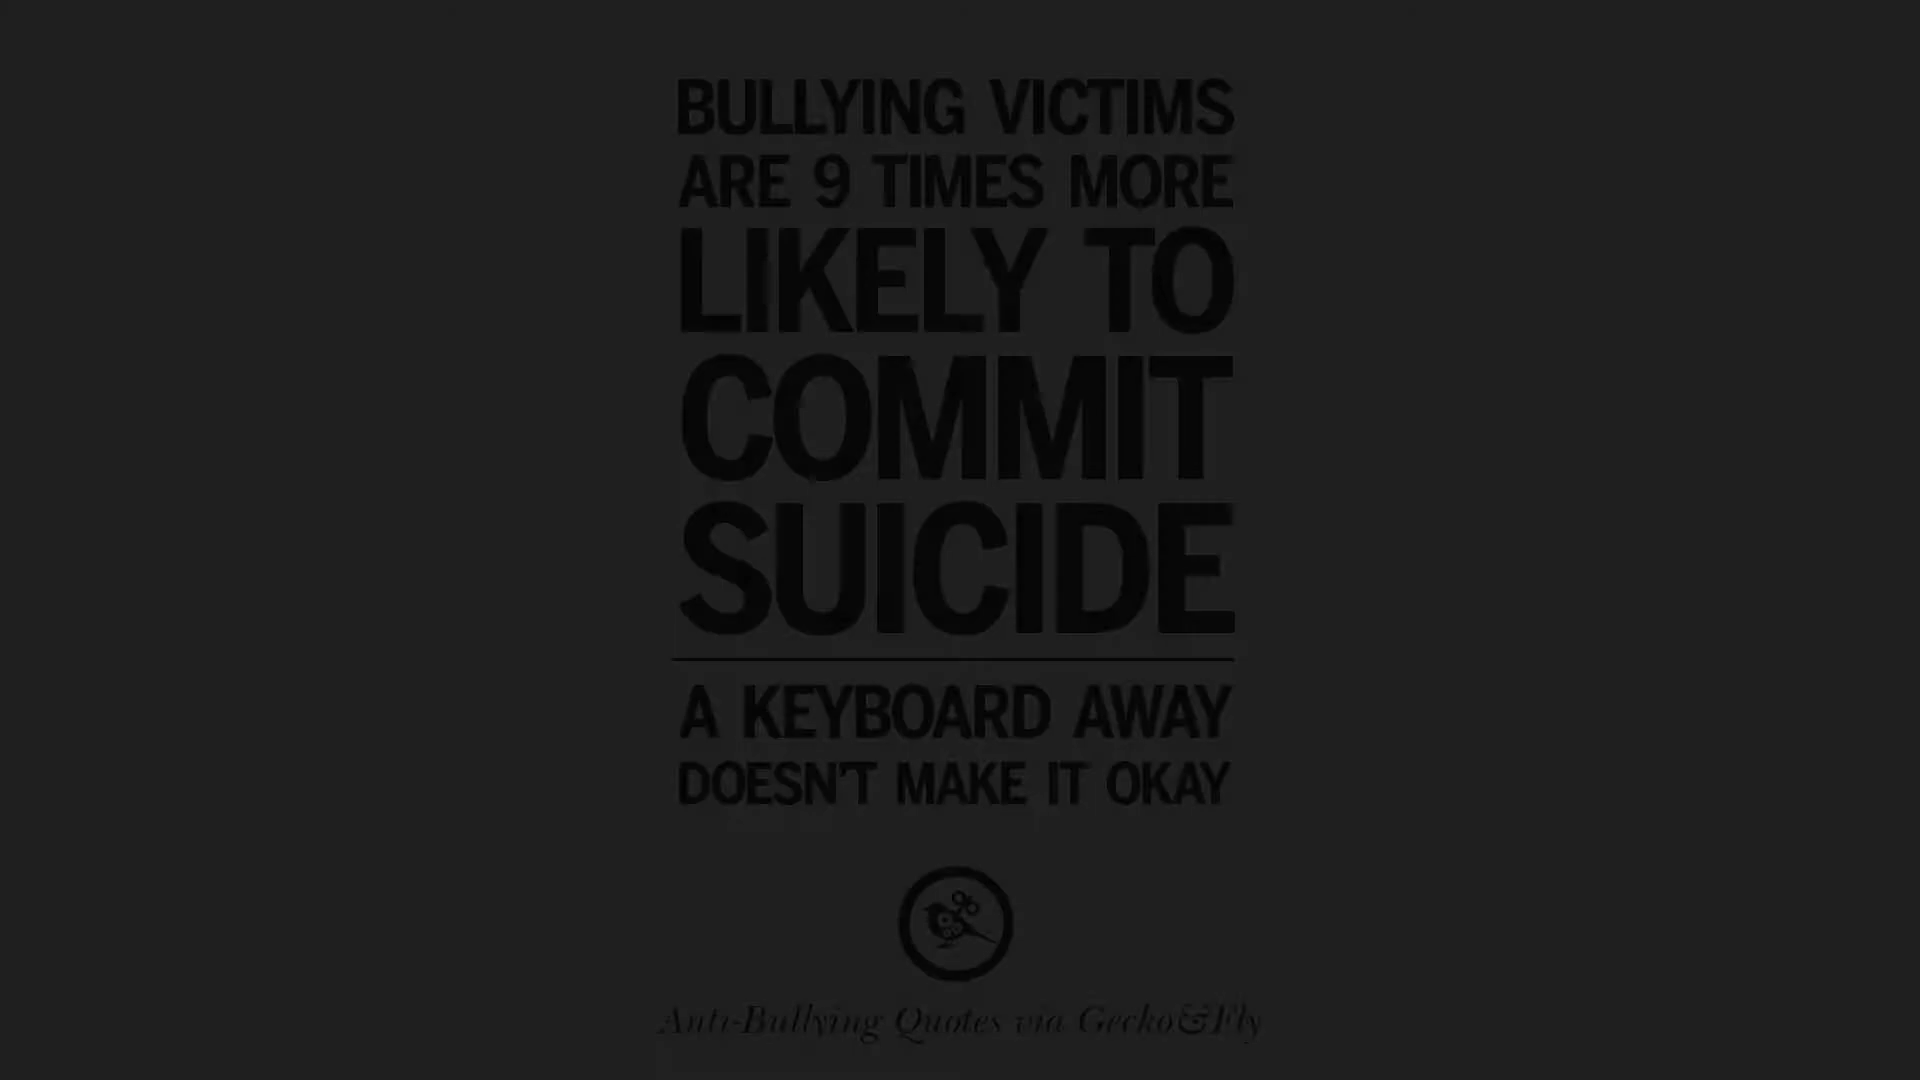 BULLYING VICTIMS
ARE 9 TIMES MORE
LIKELY TO
COMMIT
SUICIDE
A KEYBOARD AWAY
DOESN'T MAKE IT OKAY
Anti-Bullying Quotes via Gecko&Fly